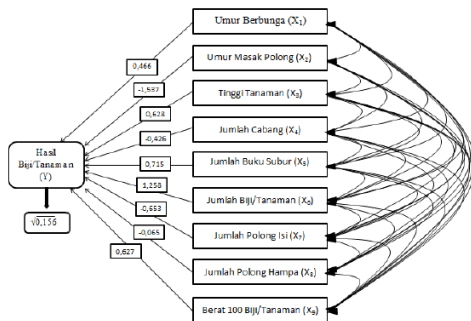 Umur Berbunga (X1)
0,466
Umur Masak Polong (X2)
-1,537
Tinggi Tanaman (X3)
0,628
Jumlah Cabang (X4)
-0,426
Hasil
Biji/Tanaman
(Y)
0,715
Jumlah Buku Subur (X5)
1,258
Jumlah Biji/Tanaman (X6)
√0,156
-0,653
Jumlah Polong Isi (X7)
-0,065
Jumlah Polong Hampa (X8)
0,627
Berat 100 Biji/Tanaman (X9)